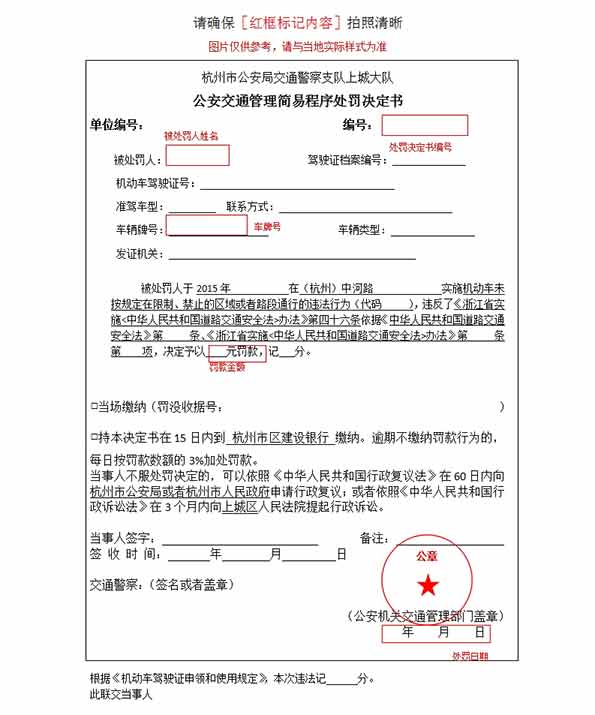 请确保［红框标记内容］拍照清晰
图片仅供参考，请与当地实际样式为准
杭州市公安局交通警察支队上城大队
公安交通管理简易程序处罚决定书
单位编号： 编号：
被处罚人姓名
处罚决定书编号
被处罚人： 驾驶证档案编号：
机动车驾驶证号：
准驾车型： 联系方式：
车辆牌号： 车牌号 车辆类型：
发证机关：
被处罚人于 2015 年 在（杭州）中河路 实施机动车未
按规定在限制、禁止的区域或者路段通行的违法行为（代码 ），违反了《浙江省实
施<中华人民共和国道路交通安全法>办法》第四十六条依据《中华人民共和国道路交通
安全法》第 条、《浙江省实施<中华人民共和国道路交通安全法>办法》第 条
第 项，决定予以 元罚款，记 分。
罚款金额
□当场缴纳（罚没收据号： ）
□持本决定书在 15 日内到 杭州市区建设银行 缴纳。逾期不缴纳罚款行为的，
每日按罚款数额的 3%加处罚款。
当事人不服处罚决定的，可以依照《中华人民共和国行政复议法》在 60 日内向
杭州市公安局或者杭州市人民政府申请行政复议；或者依照《中华人民共和国行
政诉讼法》在 3 个月内向上城区人民法院提起行政诉讼。
当事人签字： 备注：
签 收 时 间： 年 月 日
公章
交通警察：（签名或者盖章）
（公安机关交通管理部门盖章）
年 月 日
处罚日期
根据《机动车驾驶证申领和使用规定》，本次违法记 分。
此联交当事人